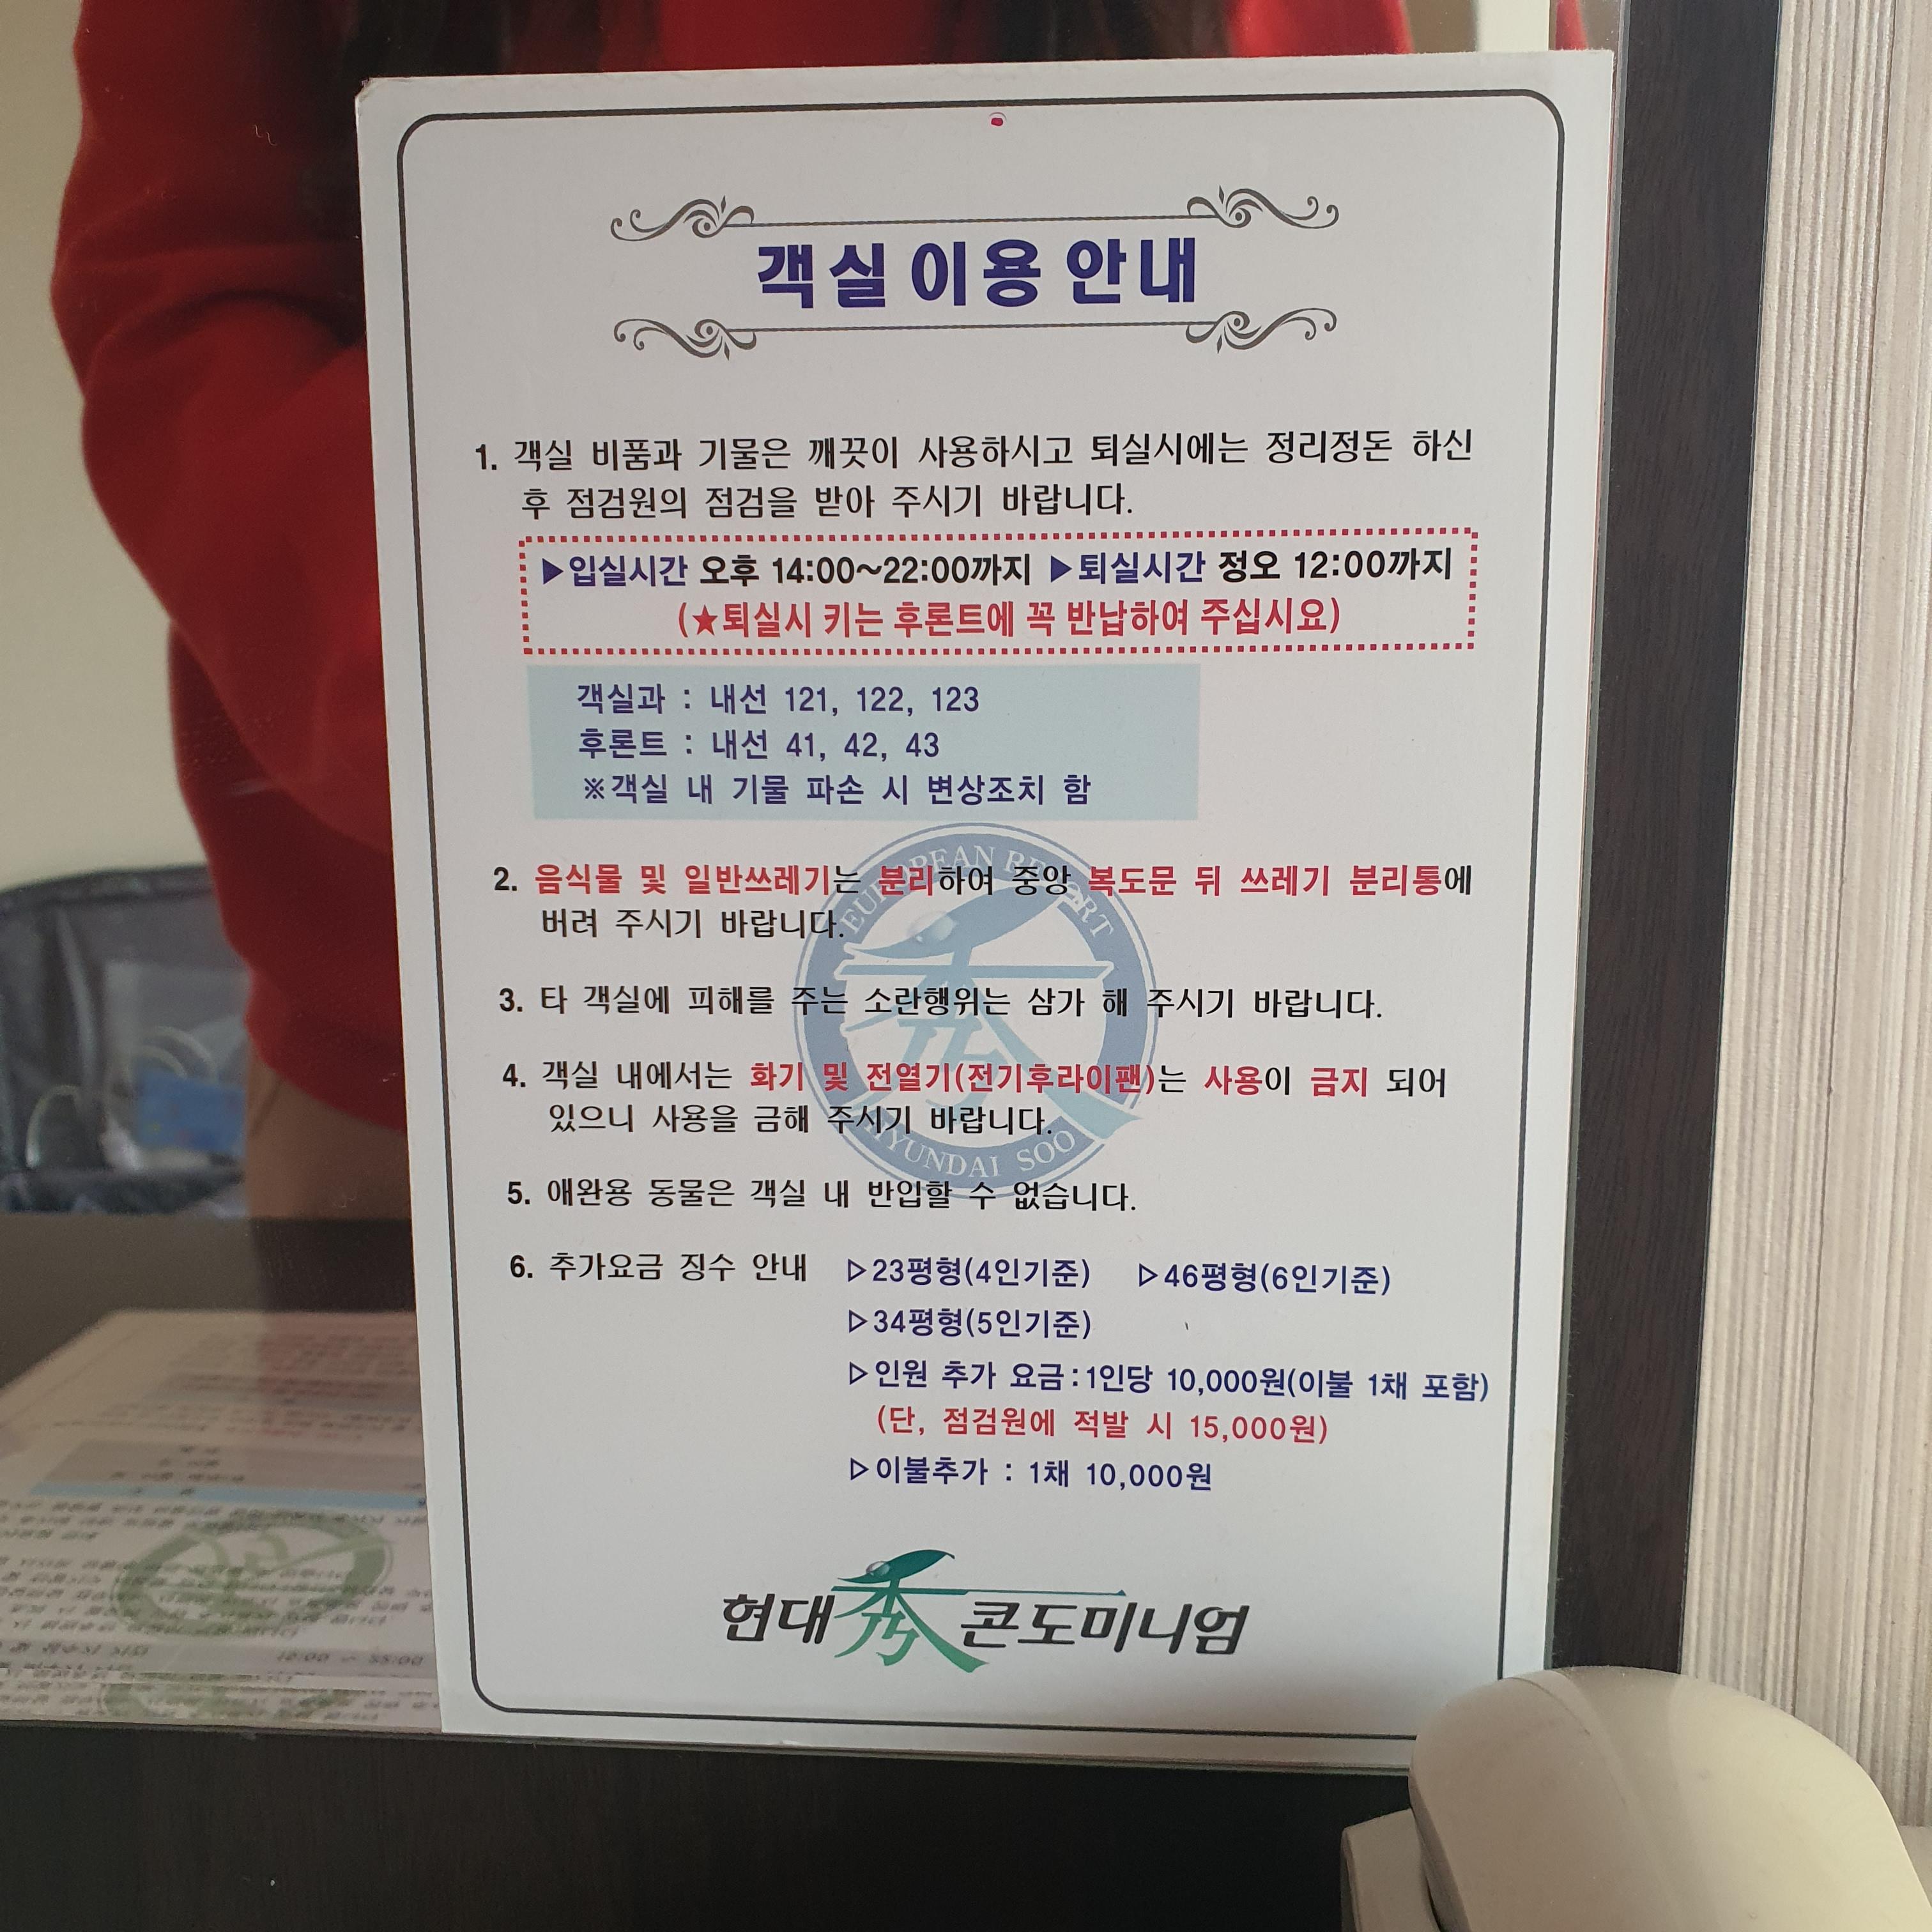 객실 이용 안내
1. 객실 비품과 기물은 깨끗이 사용하시고 퇴실시에는 정리정돈 하신
후 점검원의 점검을 받아 주시기 바랍니다.
▶입실시간 오후 14:00~22:00까지 ▶퇴실시간 정오 12:00까지
(★퇴실시 키는 후론트에 꼭 반납하여 주십시요)
객실과 : 내선 121, 122, 123
후론트 : 내선 41, 42, 43
※객실 내 기물 파손 시 변상조치 함
2. 음식물 및 일반쓰레기는 분리하여 중앙 복도문 뒤 쓰레기 분리통에
버려 주시기 바랍니다.
3. 타 객실에 피해를 주는 소란행위는 삼가 해 주시기 바랍니다.
4. 객실 내에서는 화기 및 전열기(전기후라이팬)는 사용이 금지 되어
있으니 사용을 금해 주시기 바랍니다.
5. 애완용 동물은 객실 내 반입할 수 없습니다.
6. 추가요금 징수 안내 ▷23평형(4인기준) ▷46평형(6인기준)
▷34평형(5인기준)
▷인원 추가 요금:1인당 10,000원(이불 1채 포함)
(단, 점검원에 적발 시 15,000원)
▷이불추가 : 1채 10,000원
EUROPEAN RESORT
秀
HYUNDAI SOO
현대 秀 콘도미니엄